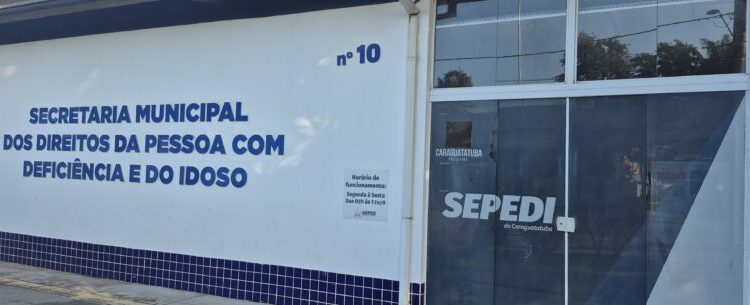 nº 10
SECRETARIA MUNICIPAL
DOS DIREITOS DA PESSOA COM
DEFICIÊNCIA E DO IDOSO
Horário de
funcionamento:
Segunda à Sexta
SEPEDI
CARAGUATATUBA
SEPEDI
de Caraguatatuba